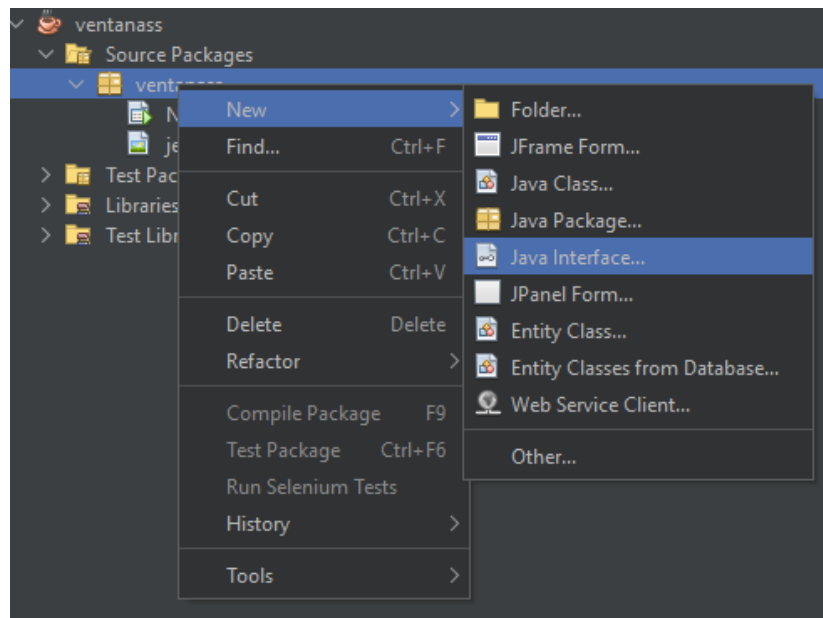 ventanass
Source Packages
New
Find... Ctrl+F
Cut Ctrl+X
Copy Ctrl+C
Paste Ctrl+V
Delete Delete
Refactor
Compile Package F9
Test Package Ctrl+F6
Run Selenium Tests
History
Tools
Folder...
JFrame Form...
Java Class...
Java Package...
Java Interface...
JPanel Form...
Entity Class...
Entity Classes from Database...
Web Service Client...
Other...
Test Pac
Libraries
Test Libr